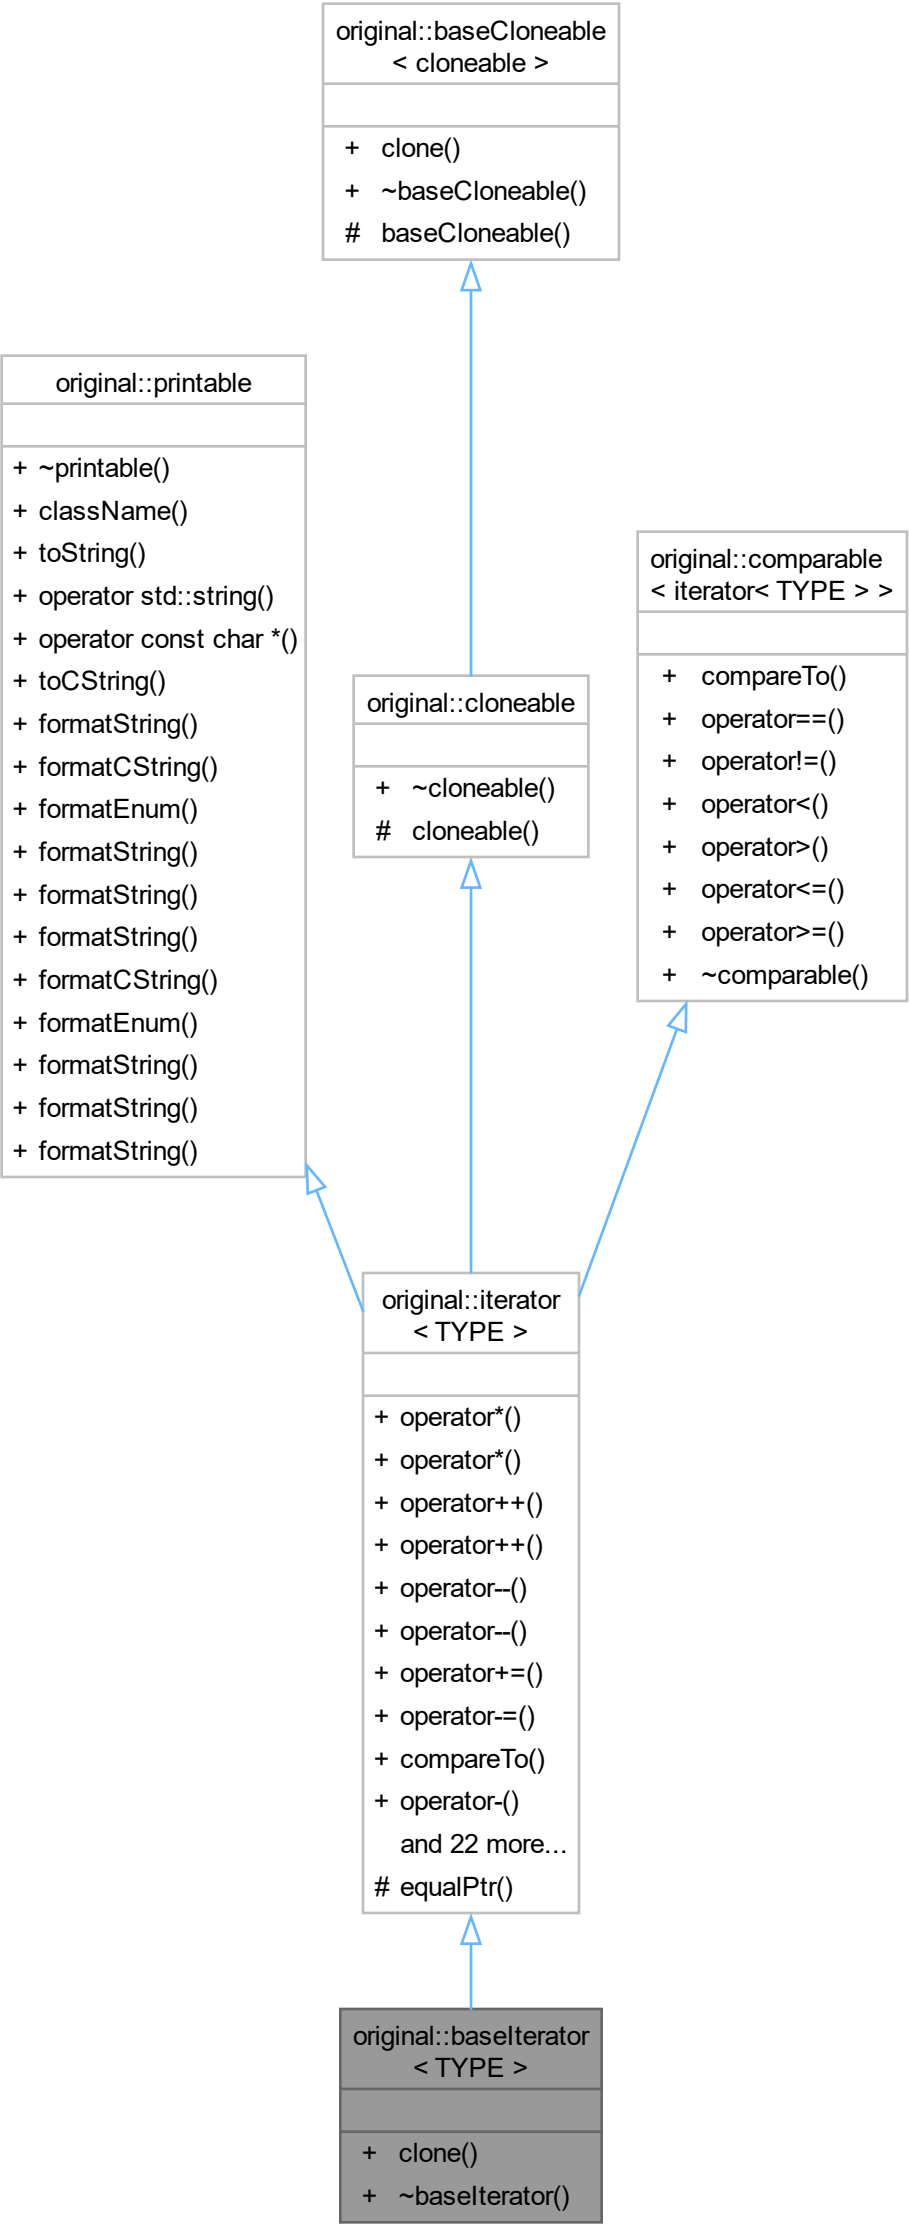 original::baseCloneable
< cloneable >
+ clone()
+ ~baseCloneable()
# baseCloneable()
original::printable
+ ~printable()
+ className()
+ toString()
+ operator std::string()
+ operator const char *()
+ toCString()
+ formatString()
+ formatCString()
+ formatEnum()
+ formatString()
+ formatString()
+ formatString()
+ formatCString()
+ formatEnum()
+ formatString()
+ formatString()
+ formatString()
original::cloneable
+ ~cloneable()
# cloneable()
original::comparable
< iterator< TYPE > >
+ compareTo()
+ operator==()
+ operator!=()
+ operator<()
+ operator>()
+ operator<=()
+ operator>=()
+ ~comparable()
original::iterator
< TYPE >
+ operator*()
+ operator*()
+ operator++()
+ operator++()
+ operator--()
+ operator--()
+ operator+=()
+ operator-=()
+ compareTo()
+ operator-()
and 22 more...
# equalPtr()
original::baseIterator
< TYPE >
+ clone()
+ ~baseIterator()